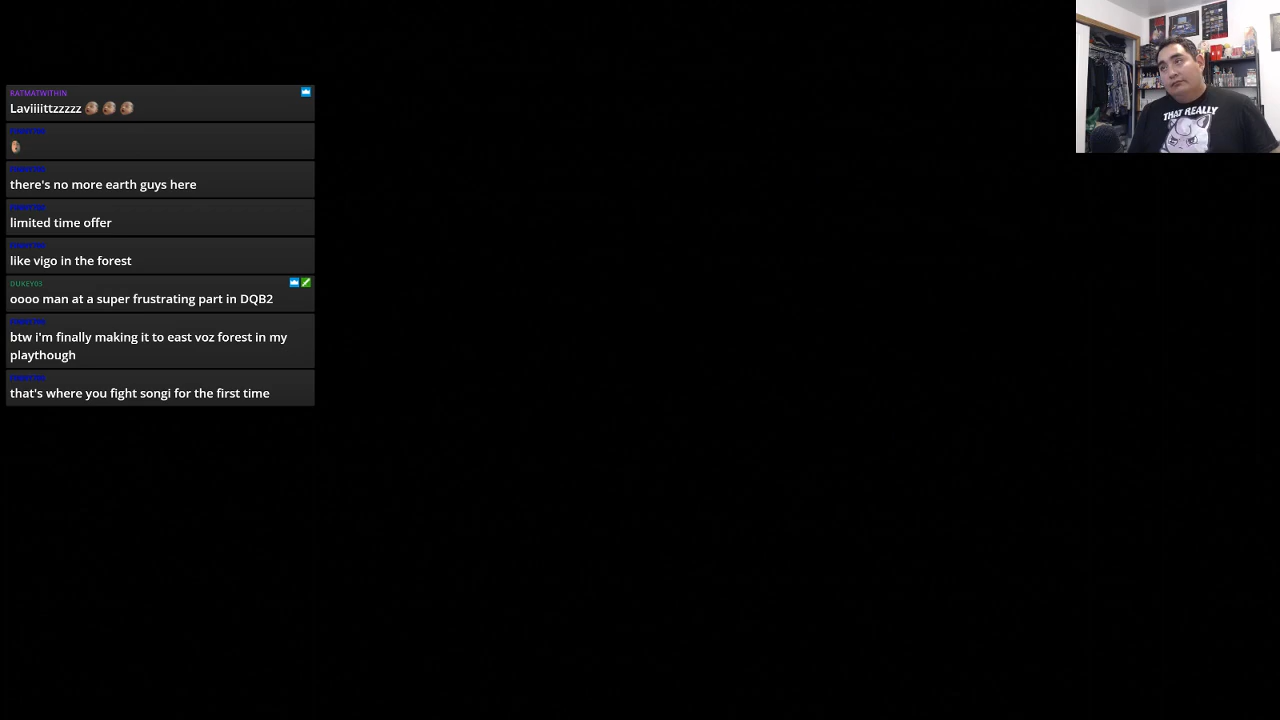 RATMATWITHIN
Laviiiittzzzzz
there's no more earth guys here
limited time offer
like vigo in the forest
DUKEY03
oooo man at a super frustrating part in DQB2
btw i'm finally making it to east voz forest in my
playthough
that's where you fight songi for the first time
THAT REALLY